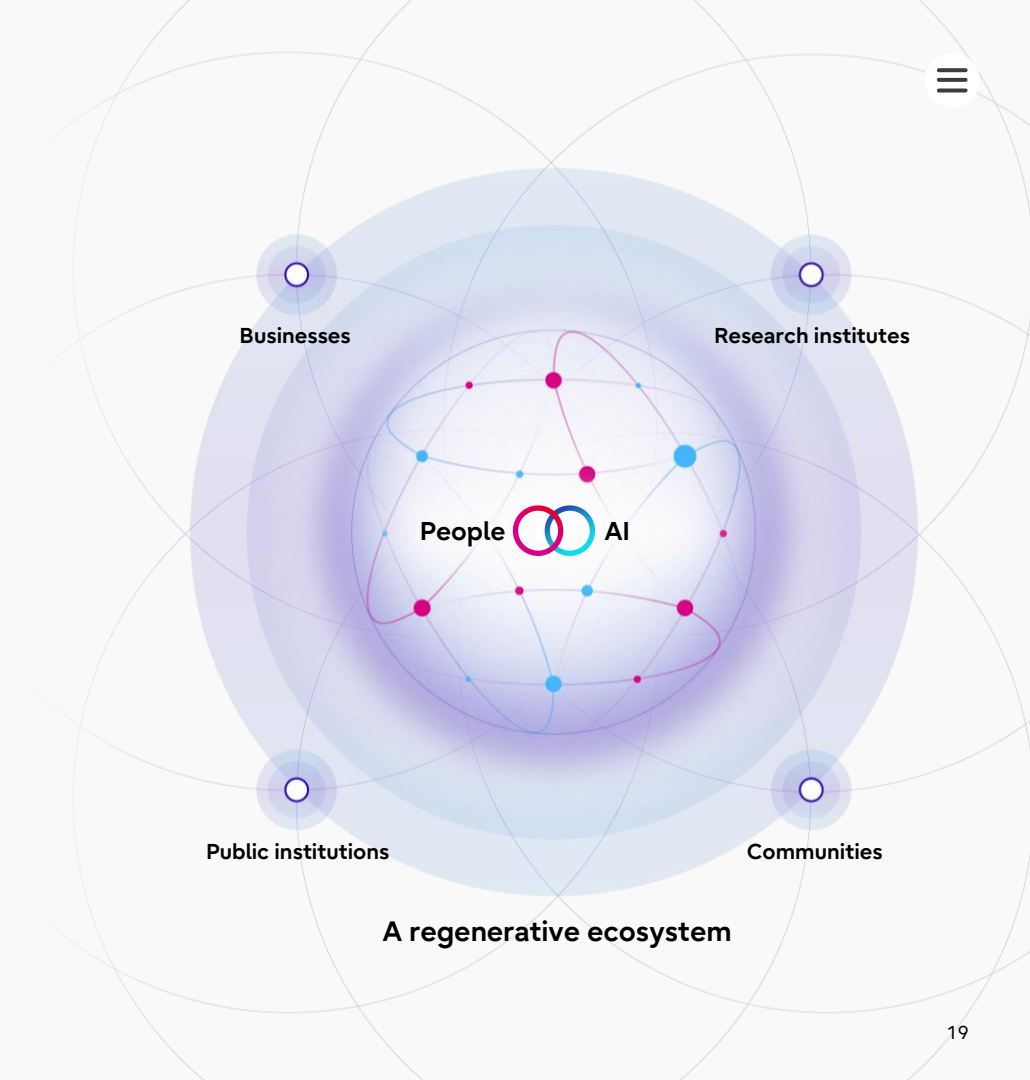 Businesses
Research institutes
People AI
Public institutions
Communities
A regenerative ecosystem
19